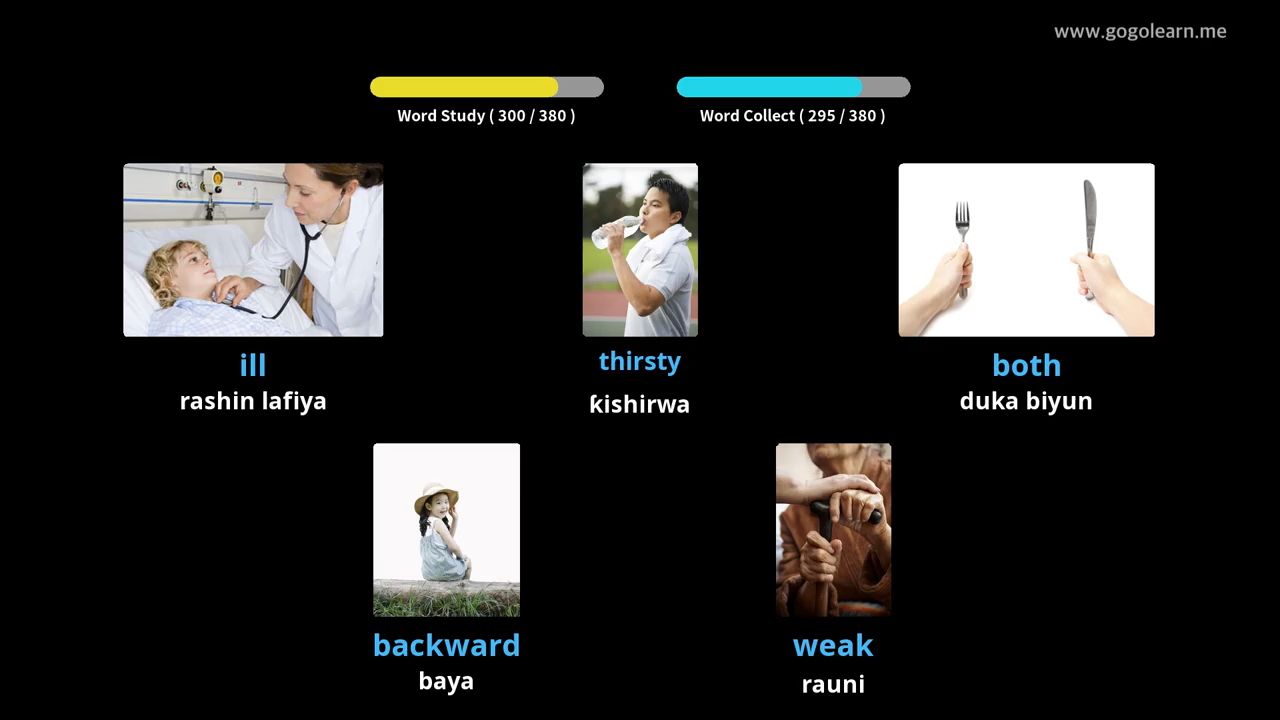 www.gogolearn.me
Word Study ( 300 / 380 )
Word Collect ( 295 / 380 )
ill
rashin lafiya
thirsty
ƙishirwa
both
duka biyun
backward
baya
weak
rauni